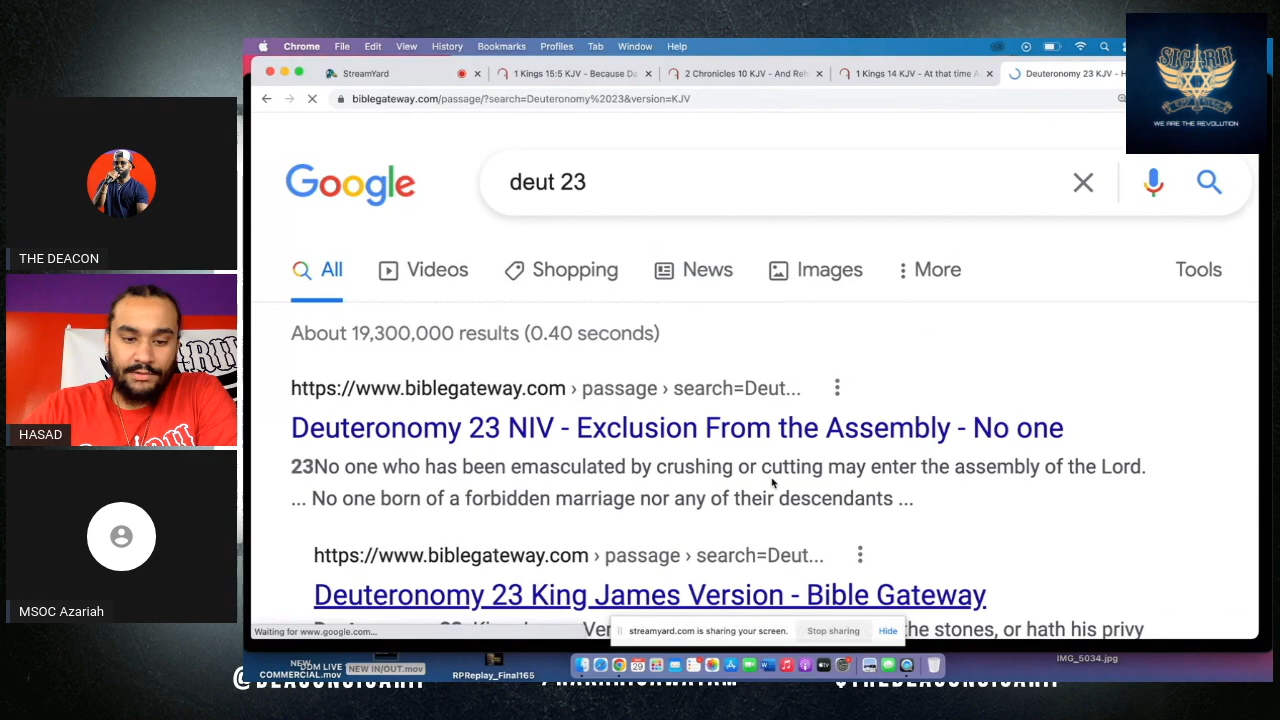 Chrome File Edit View History Bookmarks Profiles Tab Window Help
StreamYard
1 Kings 15:5 KJV - Because Da
2 Chronicles 10 KJV - And Reh
1 Kings 14 KJV - At that time A
Deuteronomy 23 KJV - H
biblegateway.com/passage/?search=Deuteronomy%2023&version=KJV
SICARII
WE ARE THE REVOLUTION
Google
deut 23
All Videos Shopping News Images More Tools
About 19,300,000 results (0.40 seconds)
https://www.biblegateway.com › passage › search=Deut...
Deuteronomy 23 NIV - Exclusion From the Assembly - No one
23No one who has been emasculated by crushing or cutting may enter the assembly of the Lord.
... No one born of a forbidden marriage nor any of their descendants ...
https://www.biblegateway.com › passage › search=Deut...
Deuteronomy 23 King James Version - Bible Gateway
the stones, or hath his privy
Waiting for www.google.com...
streamyard.com is sharing your screen. Stop sharing Hide
THE DEACON
HASAD
MSOC Azariah
NEW
COMMERCIAL.mov
DDM LIVE
NEW IN/OUT.mov
RPReplay_Final165
29
IMG_5034.jpg